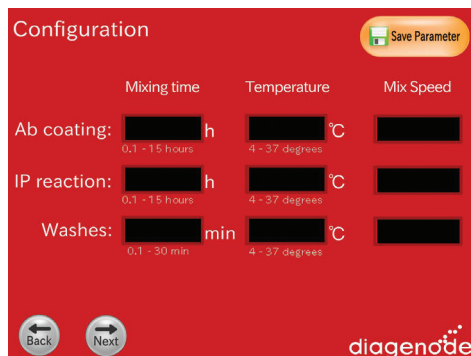 Configuration
Save Parameter
Mixing time Temperature Mix Speed
Ab coating: h ℃
0.1 - 15 hours 4 - 37 degrees
IP reaction: h ℃
0.1 - 15 hours 4 - 37 degrees
Washes: min ℃
0.1 - 30 min 4 - 37 degrees
Back Next
diagenode